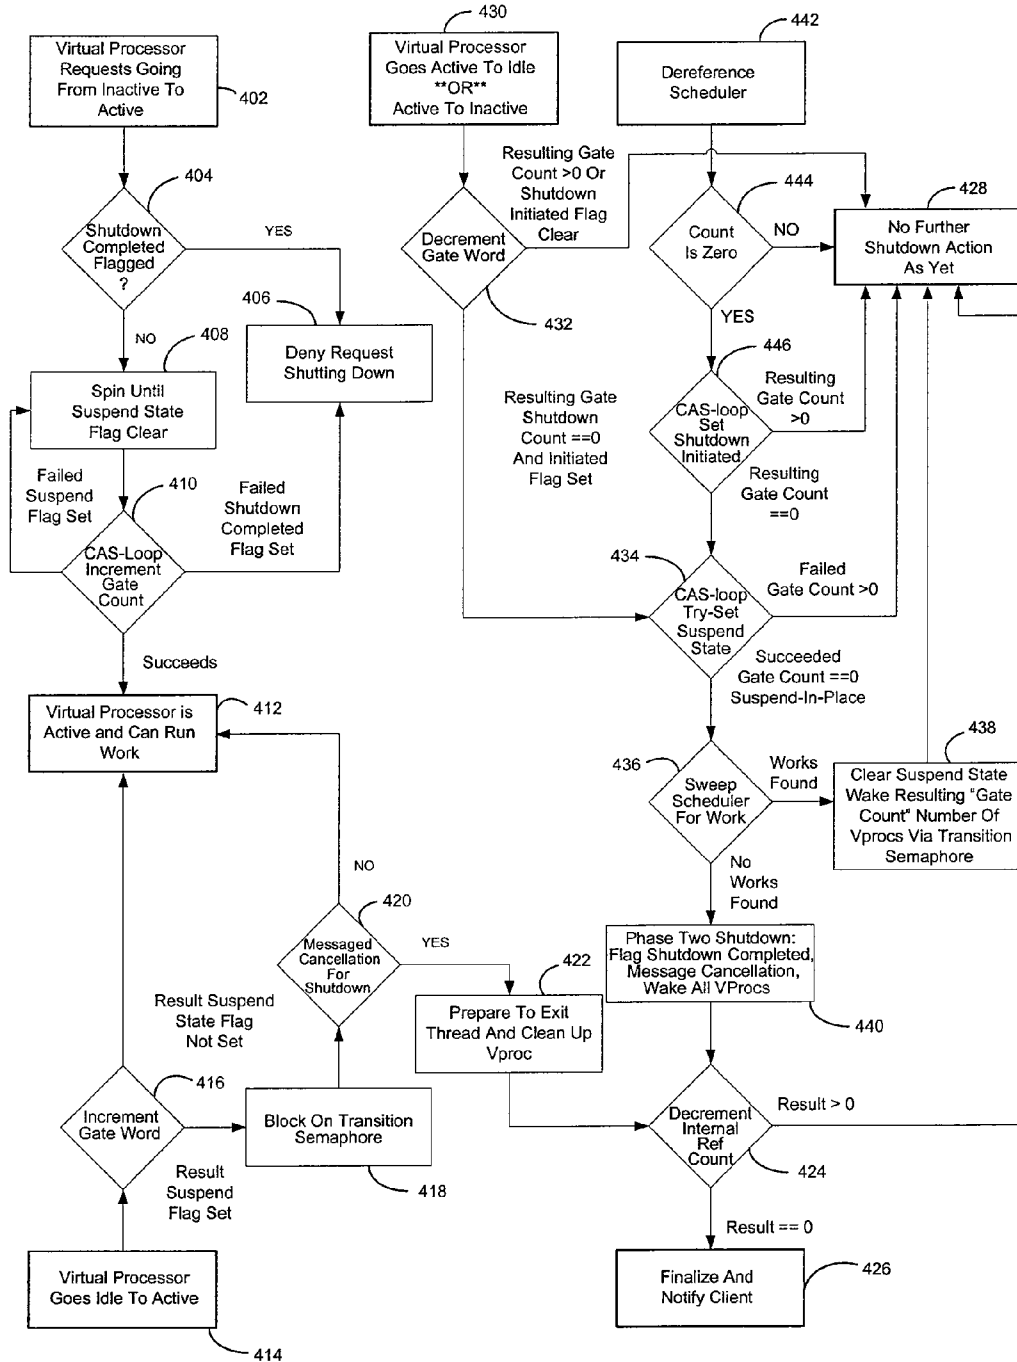 Virtual Processor
Requests Going
From Inactive To
Active
402
404
Shutdown
Completed
Flagged
?
YES
NO
406
Deny Request
Shutting Down
408
Spin Until
Suspend State
Flag Clear
Failed
Suspend
Flag Set
410
CAS-Loop
Increment
Gate
Count
Failed
Shutdown
Completed
Flag Set
Succeeds
Virtual Processor is
Active and Can Run
Work
412
NO
420
Messaged
Cancellation
For
Shutdown
YES
422
Prepare To Exit
Thread And Clean Up
Vproc
Result Suspend
State Flag
Not Set
416
Increment
Gate Word
Block On Transition
Semaphore
418
Result
Suspend
Flag Set
Virtual Processor
Goes Idle To Active
414
430
Virtual Processor
Goes Active To Idle
**OR**
Active To Inactive
Resulting Gate
Count >0 Or
Shutdown
Initiated Flag
Clear
Decrement
Gate Word
432
Resulting Gate
Shutdown
Count ==0
And Initiated
Flag Set
442
Dereference
Scheduler
444
Count
Is Zero
NO
YES
428
No Further
Shutdown Action
As Yet
446
CAS-loop
Set
Shutdown
Initiated
Resulting
Gate Count
>0
Resulting
Gate Count
==0
434
CAS-loop
Try-Set
Suspend
State
Failed
Gate Count >0
Succeeded
Gate Count ==0
Suspend-In-Place
436
Sweep
Scheduler
For Work
Works
Found
438
Clear Suspend State
Wake Resulting "Gate
Count" Number Of
Vprocs Via Transition
Semaphore
No
Works
Found
Phase Two Shutdown:
Flag Shutdown Completed,
Message Cancellation,
Wake All VProcs
440
Decrement
Internal
Ref
Count
Result > 0
424
Result == 0
Finalize And
Notify Client
426